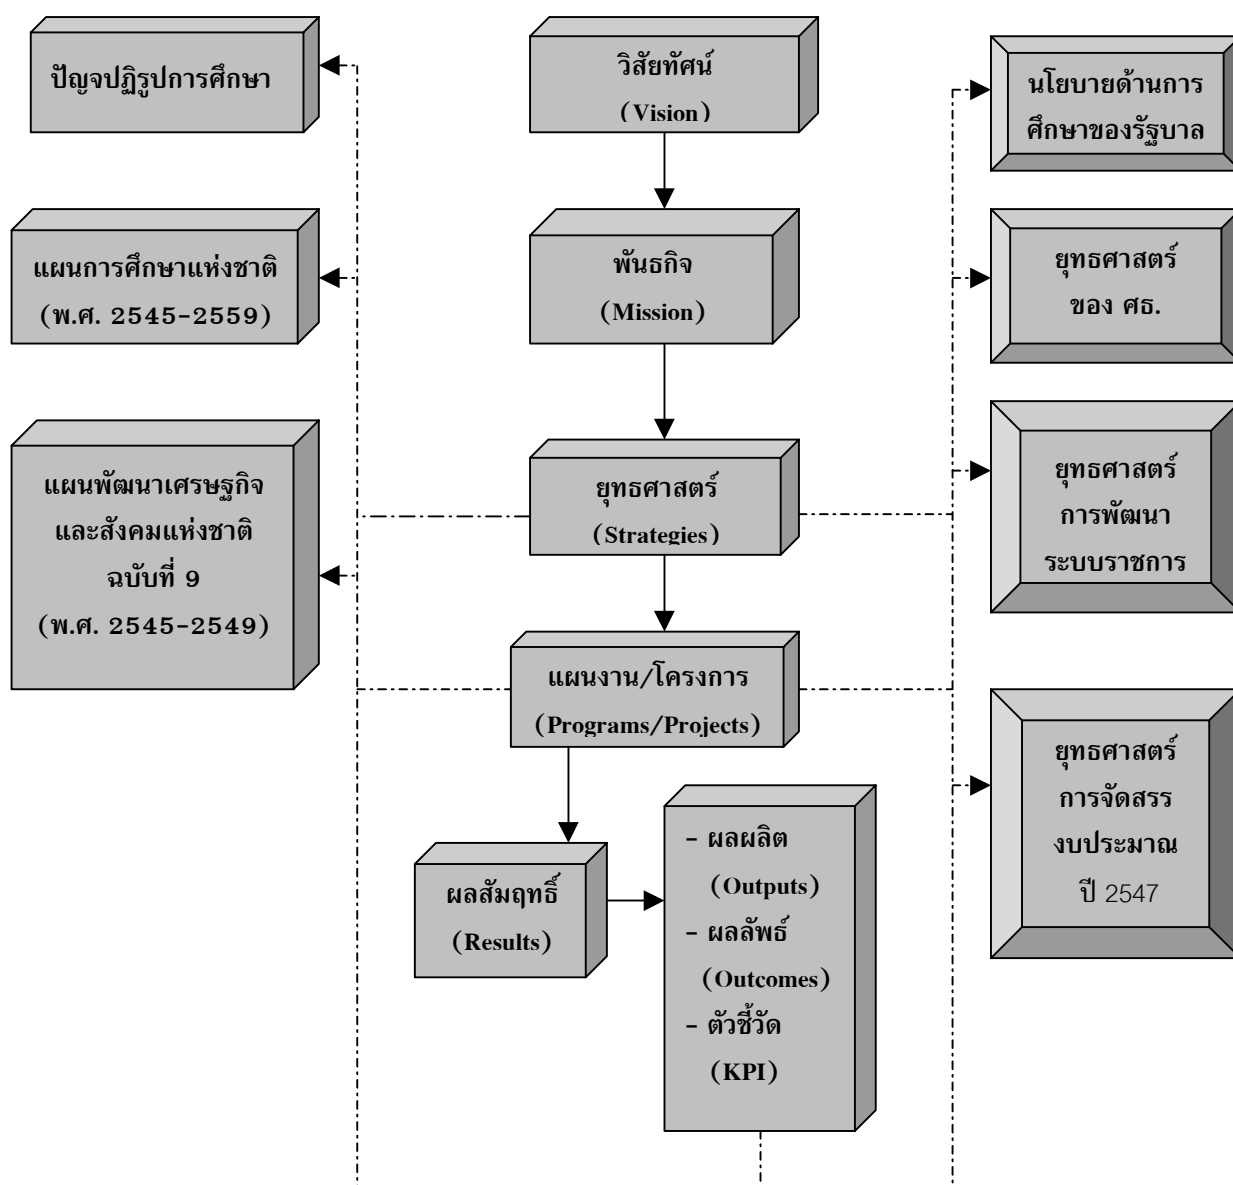 ปัญจปฏิรูปการศึกษา
แผนการศึกษาแห่งชาติ
(พ.ศ. 2545-2559)
แผนพัฒนาเศรษฐกิจ
และสังคมแห่งชาติ
ฉบับที่ 9
(พ.ศ. 2545-2549)
วิสัยทัศน์
(Vision)
พันธกิจ
(Mission)
ยุทธศาสตร์
(Strategies)
แผนงาน/โครงการ
(Programs/Projects)
ผลสัมฤทธิ์
(Results)
- ผลผลิต
(Outputs)
- ผลลัพธ์
(Outcomes)
- ตัวชี้วัด
(KPI)
นโยบายด้านการ
ศึกษาของรัฐบาล
ยุทธศาสตร์
ของ ศธ.
ยุทธศาสตร์
การพัฒนา
ระบบราชการ
ยุทธศาสตร์
การจัดสรร
งบประมาณ
ปี 2547